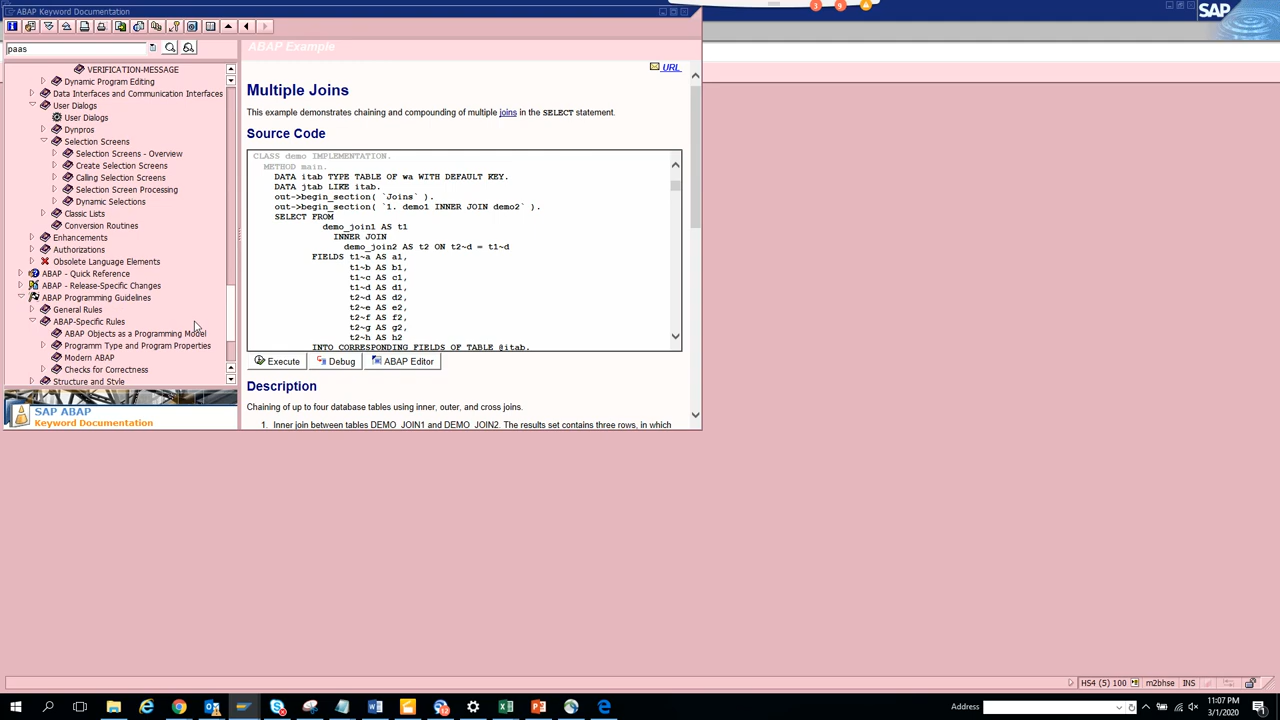 ABAP Keyword Documentation
SAP
paas
VERIFICATION-MESSAGE
Dynamic Program Editing
Data Interfaces and Communication Interfaces
User Dialogs
User Dialogs
Dynpros
Selection Screens
Selection Screens - Overview
Create Selection Screens
Calling Selection Screens
Selection Screen Processing
Dynamic Selections
Classic Lists
Conversion Routines
Enhancements
Authorizations
Obsolete Language Elements
ABAP - Quick Reference
ABAP - Release-Specific Changes
ABAP Programming Guidelines
General Rules
ABAP-Specific Rules
ABAP Objects as a Programming Model
Programm Type and Program Properties
Modern ABAP
Checks for Correctness
Structure and Style
SAP ABAP
Keyword Documentation
ABAP Example
URL
Multiple Joins
This example demonstrates chaining and compounding of multiple joins in the SELECT statement.
Source Code
CLASS demo IMPLEMENTATION.
METHOD main.
DATA itab TYPE TABLE OF wa WITH DEFAULT KEY.
DATA jtab LIKE itab.
out->begin_section( `Joins` ).
out->begin_section( `1. demo1 INNER JOIN demo2` ).
SELECT FROM
demo_join1 AS t1
INNER JOIN
demo_join2 AS t2 ON t2~d = t1~d
FIELDS t1~a AS a1,
t1~b AS b1,
t1~c AS c1,
t1~d AS d1,
t2~d AS d2,
t2~e AS e2,
t2~f AS f2,
t2~g AS g2,
t2~h AS h2
INTO CORRESPONDING FIELDS OF TABLE @itab.
Execute Debug ABAP Editor
Description
Chaining of up to four database tables using inner, outer, and cross joins.
1. Inner join between tables DEMO_JOIN1 and DEMO_JOIN2. The results set contains three rows, in which
HS4 (5) 100 m2bhse INS
Address
11:07 PM
3/1/2020